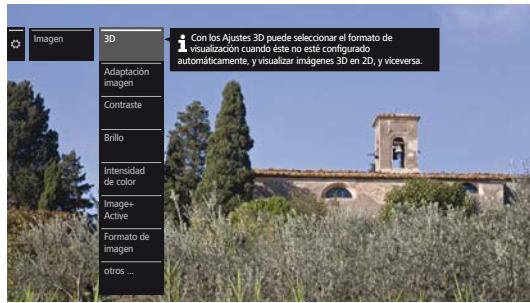 Imagen
3D
Con los Ajustes 3D puede seleccionar el formato de
visualización cuando éste no esté configurado
automáticamente, y visualizar imágenes 3D en 2D, y viceversa.
Adaptación
imagen
Contraste
Brillo
Intensidad
de color
Image+
Active
Formato de
imagen
otros ...